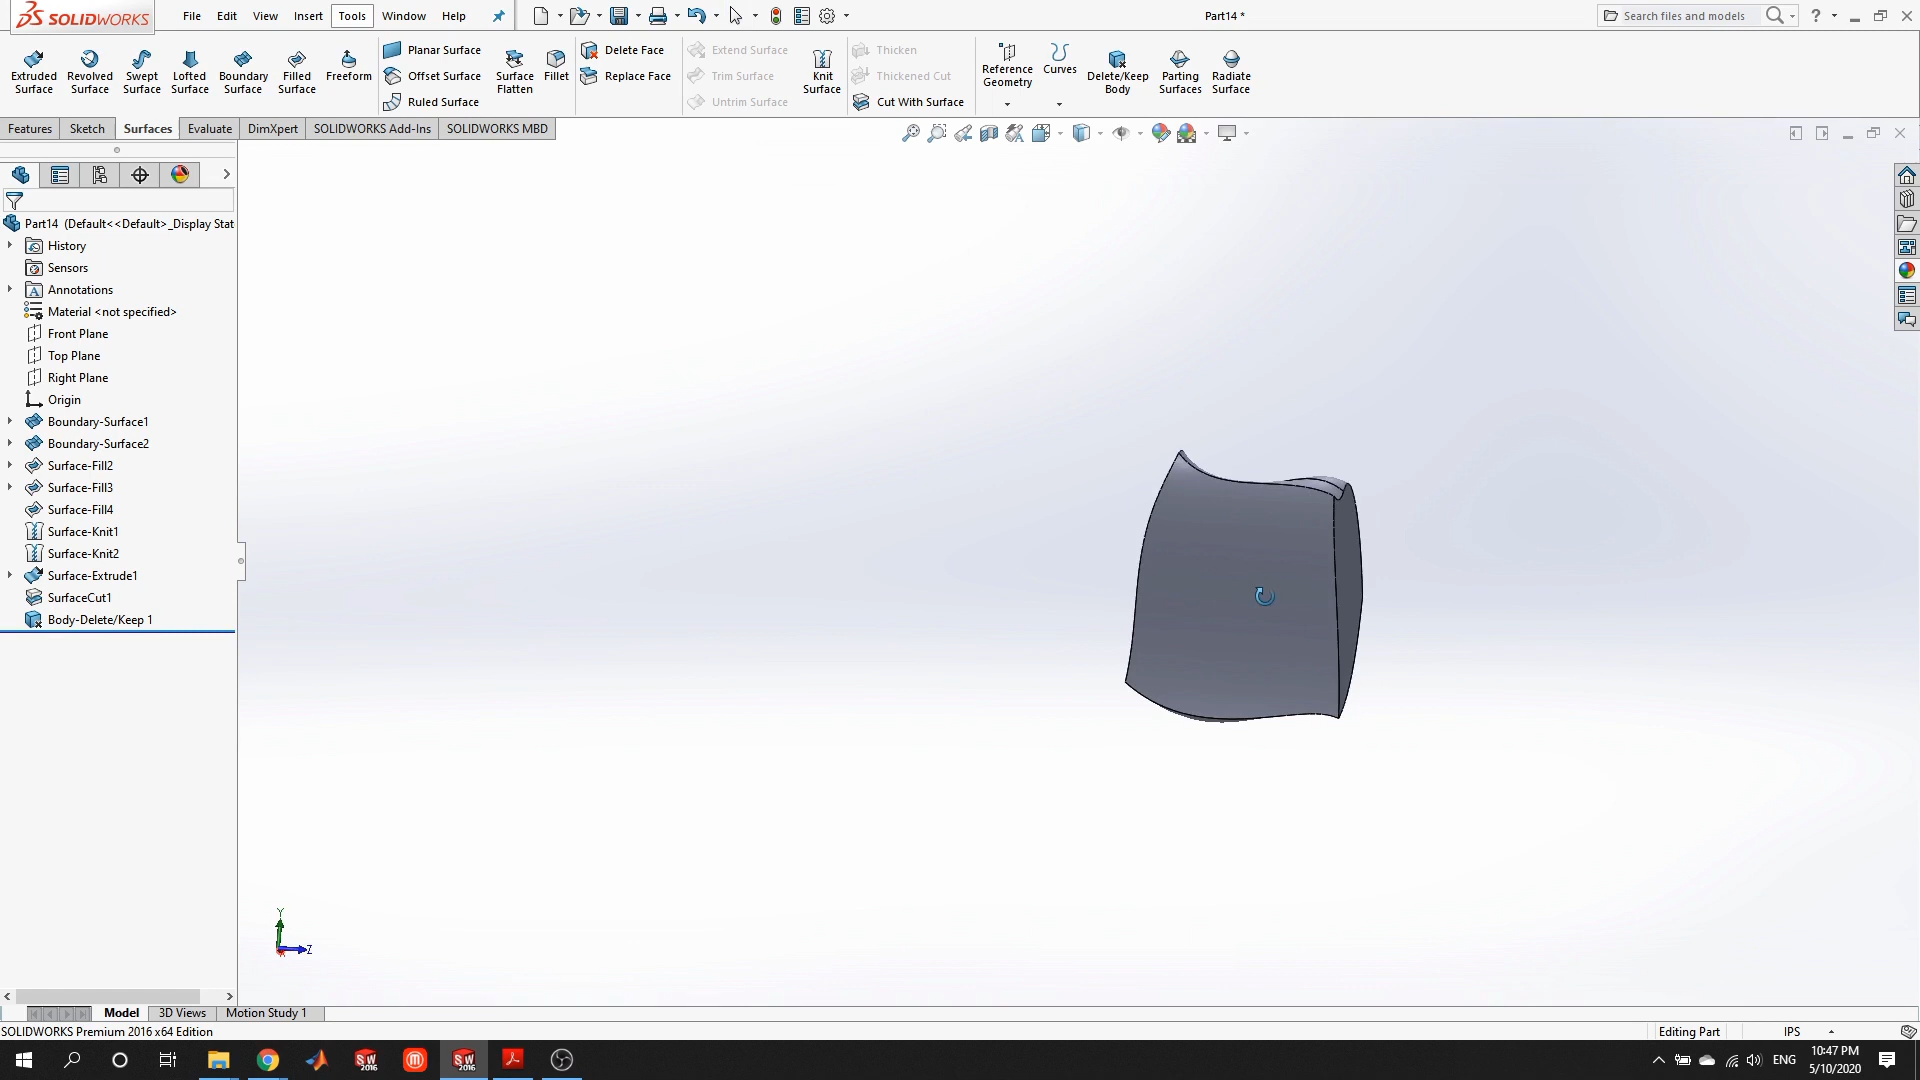 SOLIDWORKS File Edit View Insert Tools Window Help Part14 * Search files and models
Extruded Surface
Revolved Surface
Swept Surface
Lofted Surface
Boundary Surface
Filled Surface
Freeform
Planar Surface
Offset Surface
Ruled Surface
Surface Flatten
Fillet
Delete Face
Replace Face
Extend Surface
Trim Surface
Untrim Surface
Knit Surface
Thicken
Thickened Cut
Cut With Surface
Reference Geometry
Curves
Delete/Keep Body
Parting Surfaces
Radiate Surface
Features Sketch Surfaces Evaluate DimXpert SOLIDWORKS Add-Ins SOLIDWORKS MBD
Part14 (Default<<Default>_Display Stat
History
Sensors
Annotations
Material <not specified>
Front Plane
Top Plane
Right Plane
Origin
Boundary-Surface1
Boundary-Surface2
Surface-Fill2
Surface-Fill3
Surface-Fill4
Surface-Knit1
Surface-Knit2
Surface-Extrude1
SurfaceCut1
Body-Delete/Keep 1
Y
Z
Model 3D Views Motion Study 1
SOLIDWORKS Premium 2016 x64 Edition Editing Part IPS
ENG 10:47 PM
5/10/2020